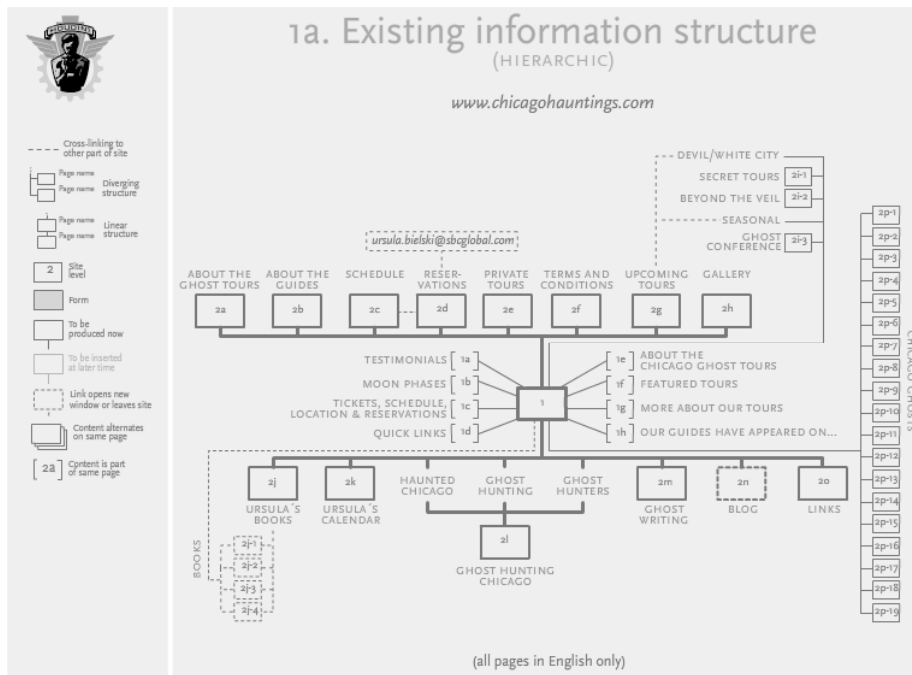 HOUDINI
1a. Existing information structure
(HIERARCHIC)
www.chicagohauntings.com
Cross-linking to
other part of site
Page name
Page name
Diverging
structure
Page name
Page name
Linear
structure
2
Site
level
Form
To be
produced now
To be inserted
at later time
Link opens new
window or leaves site
Content alternates
on same page
[2a]
Content is part
of same page
DEVIL/WHITE CITY
SECRET TOURS 2i-1
BEYOND THE VEIL 2i-2
SEASONAL
GHOST
CONFERENCE 2i-3
ursula.bielski@sbcglobal.com
ABOUT THE
GHOST TOURS
2a
ABOUT THE
GUIDES
2b
SCHEDULE
2c
RESER-
VATIONS
2d
PRIVATE
TOURS
2e
TERMS AND
CONDITIONS
2f
UPCOMING
TOURS
2g
GALLERY
2h
TESTIMONIALS [1a]
MOON PHASES [1b]
TICKETS, SCHEDULE,
LOCATION & RESERVATIONS [1c]
QUICK LINKS [1d]
1
[1e] ABOUT THE
CHICAGO GHOST TOURS
[1f] FEATURED TOURS
[1g] MORE ABOUT OUR TOURS
[1h] OUR GUIDES HAVE APPEARED ON...
2j
URSULA´S
BOOKS
2k
URSULA´S
CALENDAR
HAUNTED
CHICAGO
GHOST
HUNTING
GHOST
HUNTERS
2l
GHOST HUNTING
CHICAGO
2m
GHOST
WRITING
2n
BLOG
2o
LINKS
BOOKS
2j-1
2j-2
2j-3
2j-4
CHICAGO GHOSTS
2p-1
2p-2
2p-3
2p-4
2p-5
2p-6
2p-7
2p-8
2p-9
2p-10
2p-11
2p-12
2p-13
2p-14
2p-15
2p-16
2p-17
2p-18
2p-19
(all pages in English only)